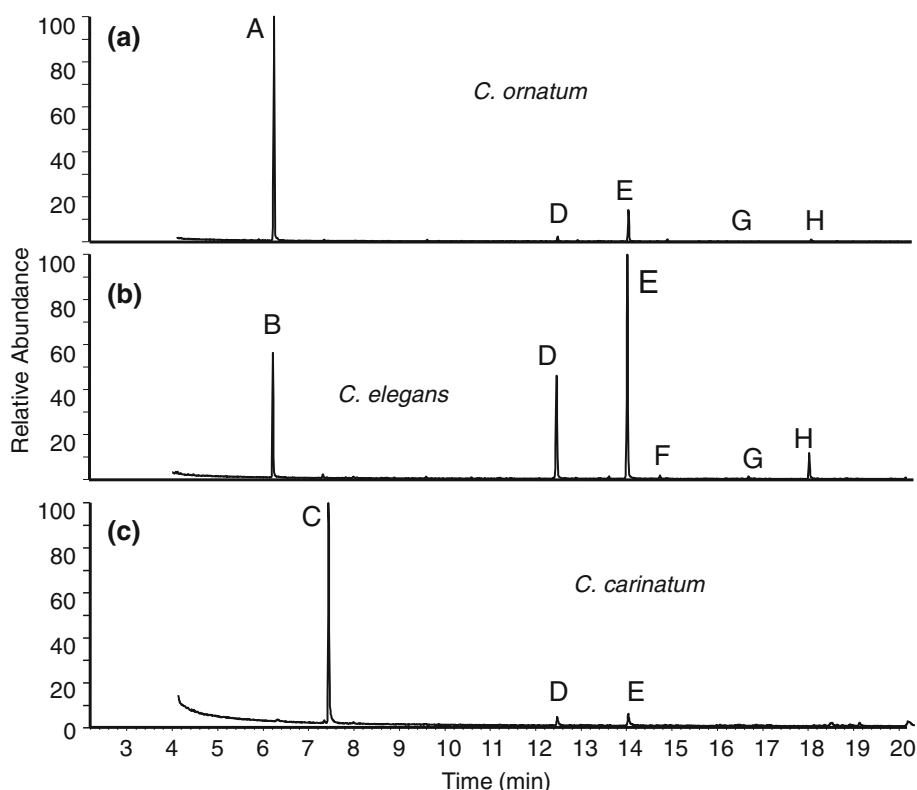 100 (a) A
80
C. ornatum
60
40
20 D E G H
Relative Abundance
100 (b) E
80 B
60 D
40 C. elegans
20 F G H
100 (c) C
80
60 C. carinatum
40
20 D E
0
3 4 5 6 7 8 9 10 11 12 13 14 15 16 17 18 19 20
Time (min)